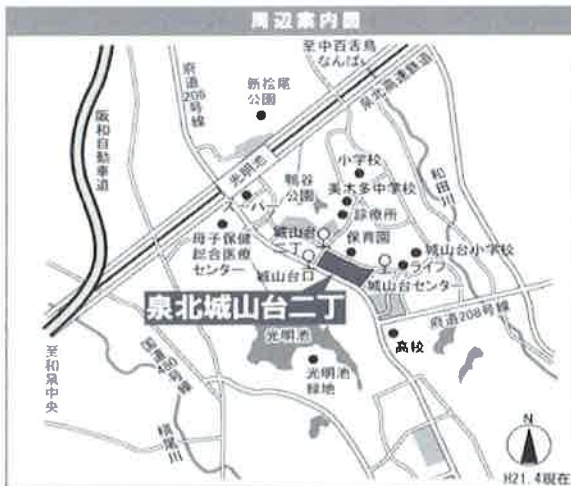 周辺案内図
至中百舌鳥
なんば
泉北高速鉄道
府道208号線
新桧尾
公園
阪和自動車道
光明池
小学校
鴨谷
公園
美木多中学校
和田川
スーパー
診療所
母子保健
総合医療
センター
城山台
二丁
保育園
城山台小学校
ライフ
城山台口
城山台センター
泉北城山台二丁
府道208号線
光明池
高校
至和泉中央
国道480号線
光明池
緑地
槇尾川
N
H21.4現在